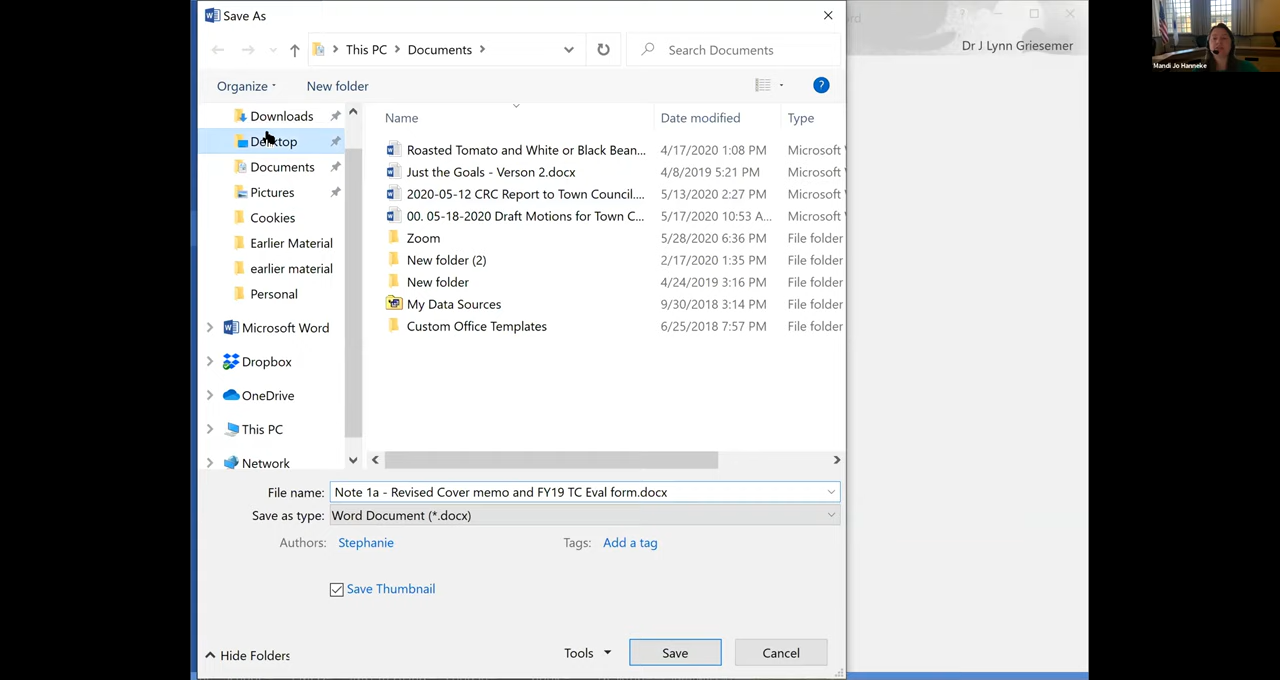 Save As
This PC > Documents >
Search Documents
Dr J Lynn Griesemer
Mandi Jo Hanneke
Organize
New folder
?
Downloads
Desktop
Documents
Pictures
Cookies
Earlier Material
earlier material
Personal
Microsoft Word
Dropbox
OneDrive
This PC
Network
Name Date modified Type
Roasted Tomato and White or Black Bean... 4/17/2020 1:08 PM Microsoft
Just the Goals - Verson 2.docx 4/8/2019 5:21 PM Microsoft
2020-05-12 CRC Report to Town Council.... 5/13/2020 2:27 PM Microsoft
00. 05-18-2020 Draft Motions for Town C... 5/17/2020 10:53 A... Microsoft
Zoom 5/28/2020 6:36 PM File folder
New folder (2) 2/17/2020 1:35 PM File folder
New folder 4/24/2019 3:16 PM File folder
My Data Sources 9/30/2018 3:14 PM File folder
Custom Office Templates 6/25/2018 7:57 PM File folder
File name: Note 1a - Revised Cover memo and FY19 TC Eval form.docx
Save as type: Word Document (*.docx)
Authors: Stephanie Tags: Add a tag
Save Thumbnail
Hide Folders
Tools Save Cancel